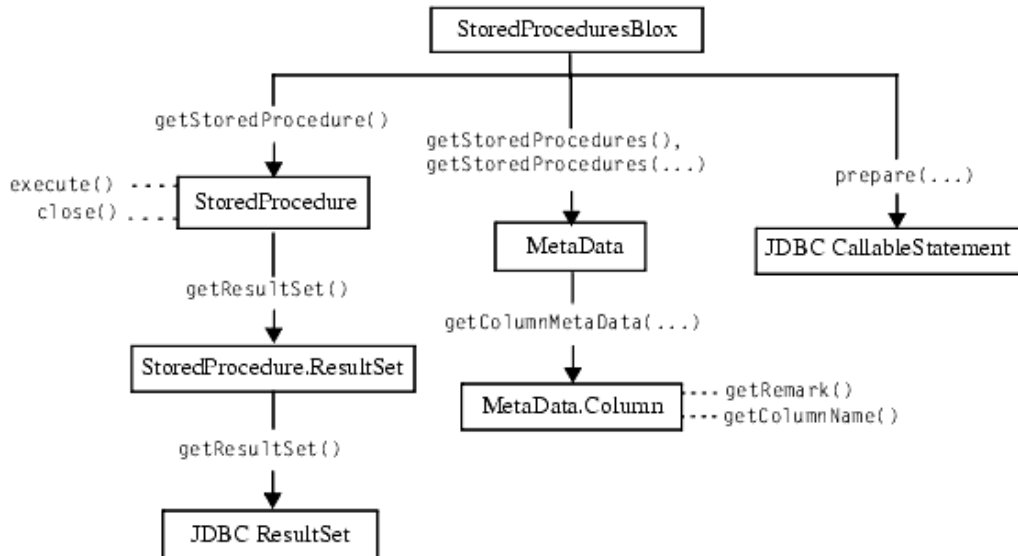 StoredProceduresBlox
getStoredProcedure()
getStoredProcedures(),
getStoredProcedures(...)
prepare(...)
execute()
close()
StoredProcedure
MetaData
JDBC CallableStatement
getResultSet()
getColumnMetaData(...)
StoredProcedure.ResultSet
MetaData.Column
getRemark()
getColumnName()
getResultSet()
JDBC ResultSet